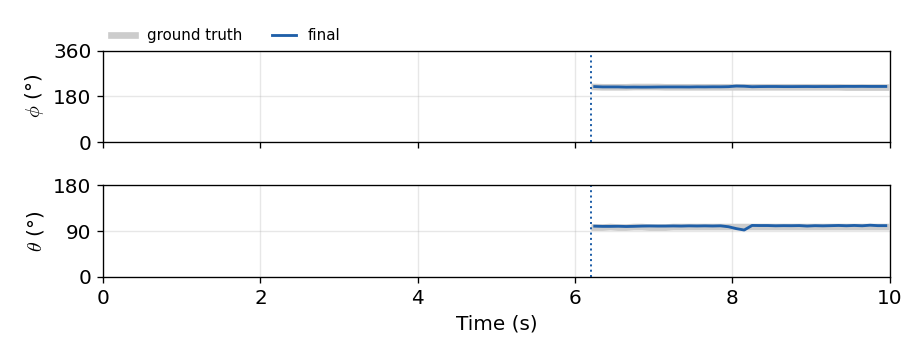 ground truth final
360
180
0
ϕ (°)
180
90
0
θ (°)
0 2 4 6 8 10
Time (s)